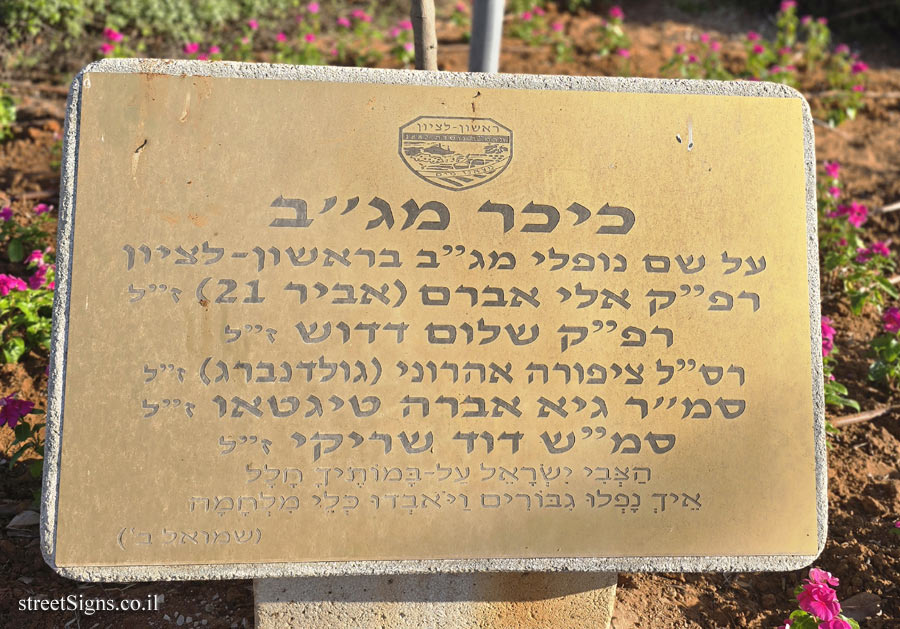 ראשון-לציון
כיכר מג״ב
על שם נופלי מג״ב בראשון-לציון
רפ״ק אלי אברם (אביר 21) ז״ל
רפ״ק שלום דדוש ז״ל
רס״ל ציפורה אהרוני (גולדנברג) ז״ל
סמ״ר גיא אברה טיגטאו ז״ל
סמ״ש דוד שריקי ז״ל
הַצְּבִי יִשְׂרָאֵל עַל-בָּמוֹתֶיךָ חָלָל
אֵיךְ נָפְלוּ גִבּוֹרִים וַיֹּאבְדוּ כְּלֵי מִלְחָמָה
(שמואל ב')
streetSigns.co.il